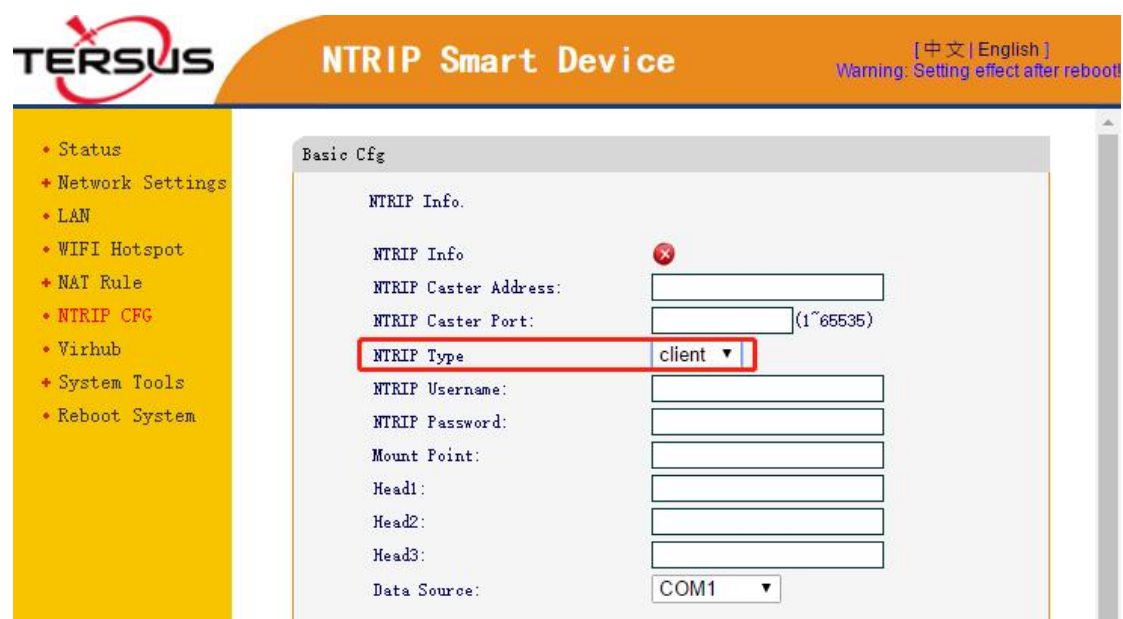 TERSUS
NTRIP Smart Device
[中文| English ]
Warning: Setting effect after reboot!
Status
Network Settings
LAN
WIFI Hotspot
NAT Rule
NTRIP CFG
Virhub
System Tools
Reboot System
Basic Cfg
NTRIP Info.
NTRIP Info
NTRIP Caster Address:
NTRIP Caster Port: (1~65535)
NTRIP Type client
NTRIP Username:
NTRIP Password:
Mount Point:
Head1:
Head2:
Head3:
Data Source: COM1